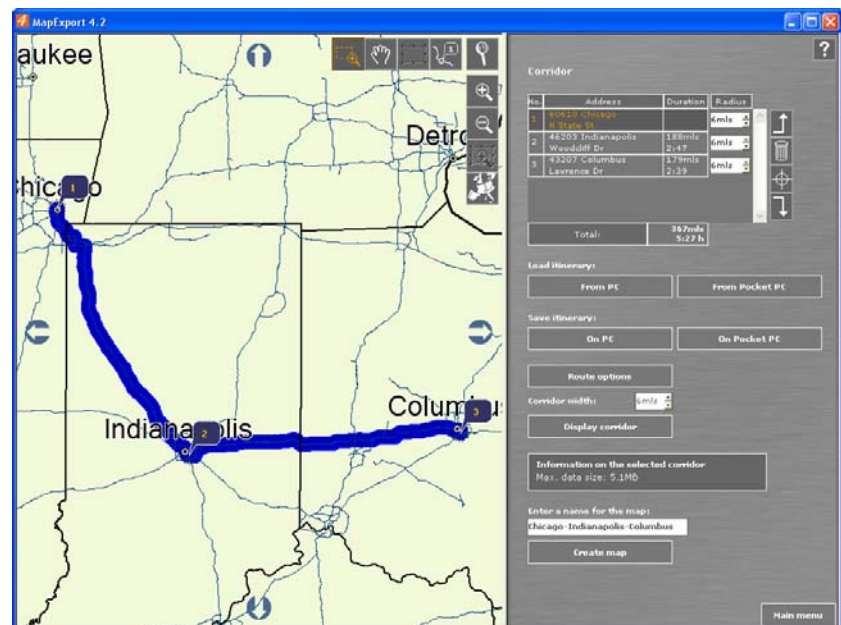 MapExport 4.2
aukee
Detro
Chicago
1
Indianapolis
2
Columbus
3
?
Corridor
No. Address Duration Radius
1 60610 Chicago 6mls
N State St
2 46203 Indianapolis 188mls 6mls
Woodcliff Dr 2:47
3 43207 Columbus 179mls 6mls
Lawrence Dr 2:39
Total: 367mls
5:27 h
Load itinerary:
From PC From Pocket PC
Save itinerary:
On PC On Pocket PC
Route options
Corridor width: 6mls
Display corridor
Information on the selected corridor
Max. data size: 5.1MB
Enter a name for the map:
Chicago-Indianapolis-Columbus
Create map
Main menu